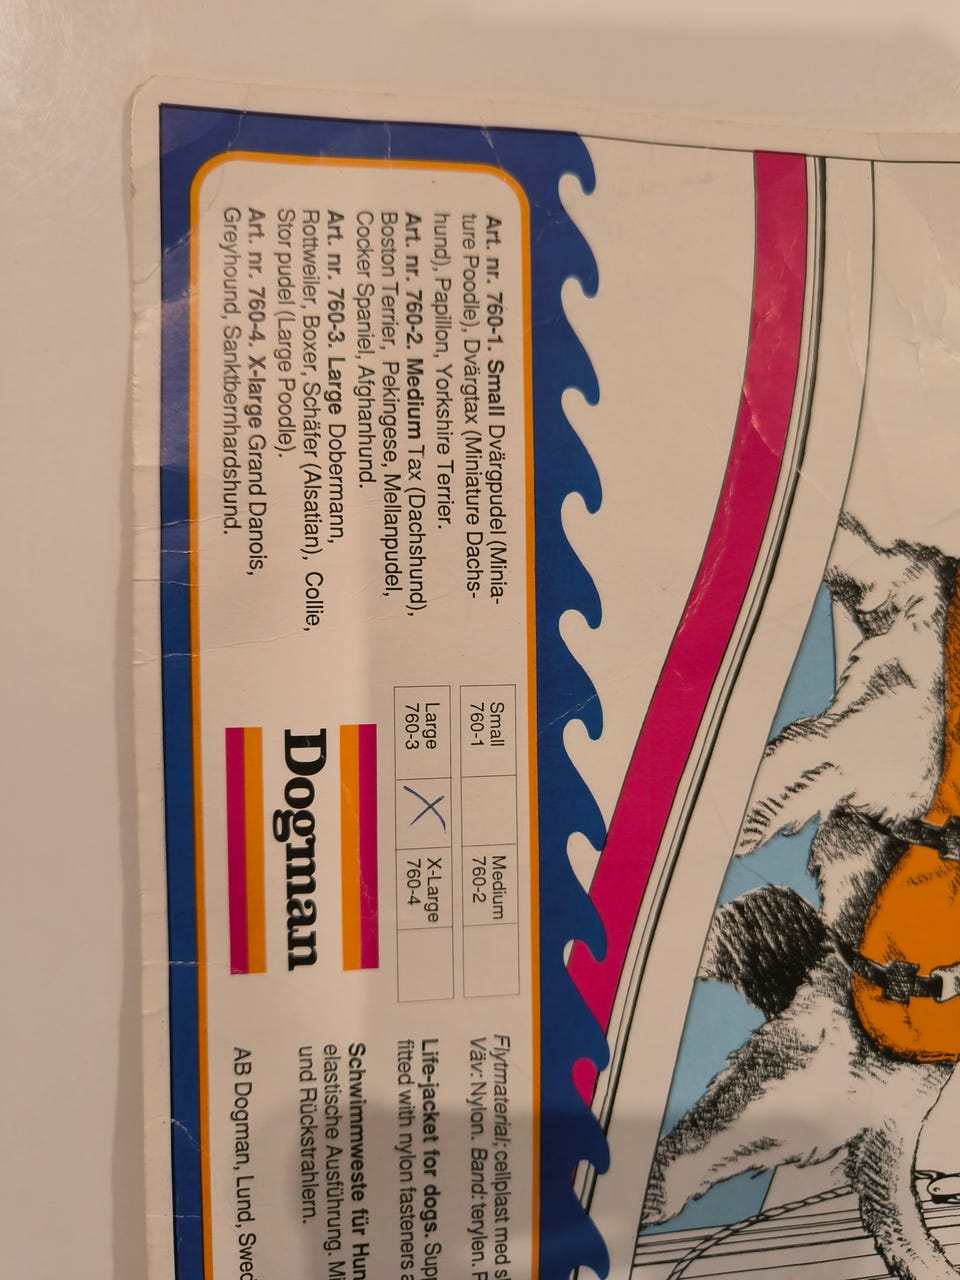 Art. nr. 760-1. Small Dvärgpudel (Minia-
ture Poodle), Dvärgtax (Miniature Dachs-
hund), Papillon, Yorkshire Terrier.
Art. nr. 760-2. Medium Tax (Dachshund),
Boston Terrier, Pekingese, Mellanpudel,
Cocker Spaniel, Afghanhund.
Art. nr. 760-3. Large Dobermann,
Rottweiler, Boxer, Schäfer (Alsatian), Collie,
Stor pudel (Large Poodle).
Art. nr. 760-4. X-large Grand Danois,
Greyhound, Sanktbernhardshund.
Small
760-1
Medium
760-2
Large
760-3
X
X-Large
760-4
Dogman
Flytmaterial; cellplast med
Väv: Nylon. Band: terylen.
Life-jacket for dogs.
fitted with nylon fasteners
Schwimmweste für
elastische Ausführung.
und Rückstrahlern.
AB Dogman, Lund,